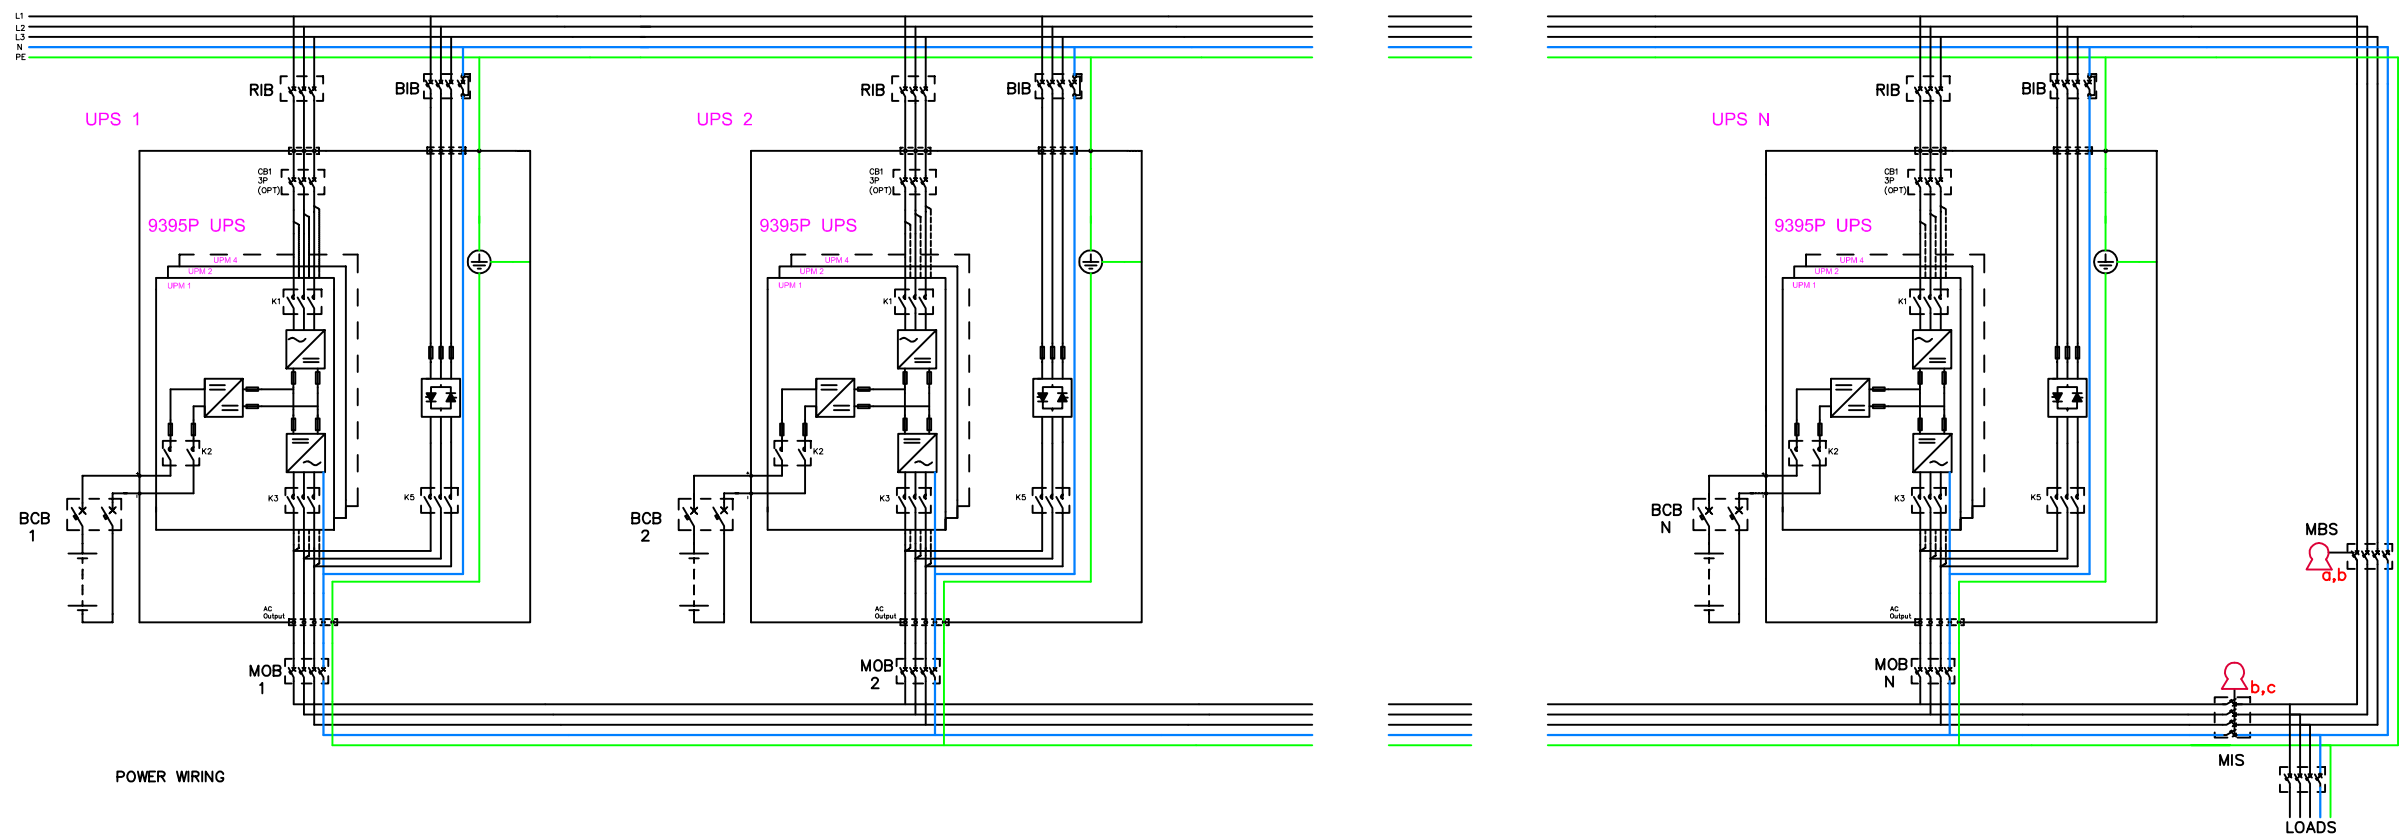 L1
L2
L3
N
PE
RIB
BIB
RIB
BIB
RIB
BIB
UPS 1
UPS 2
UPS N
CB1
3P
(OPT)
CB1
3P
(OPT)
CB1
3P
(OPT)
9395P UPS
9395P UPS
9395P UPS
UPM 4
UPM 2
UPM 1
UPM 4
UPM 2
UPM 1
UPM 4
UPM 2
UPM 1
K1
K1
K1
K2
K2
K2
K3
K5
K3
K5
K3
K5
BCB
1
BCB
2
BCB
N
MBS
a,b
AC
Output
AC
Output
AC
Output
MOB
1
MOB
2
MOB
N
b,c
MIS
POWER WIRING
LOADS